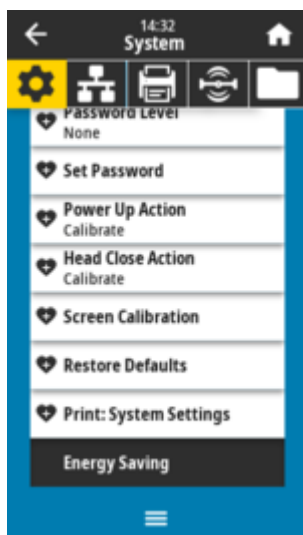 14:32
System
Password Level
None
Set Password
Power Up Action
Calibrate
Head Close Action
Calibrate
Screen Calibration
Restore Defaults
Print: System Settings
Energy Saving